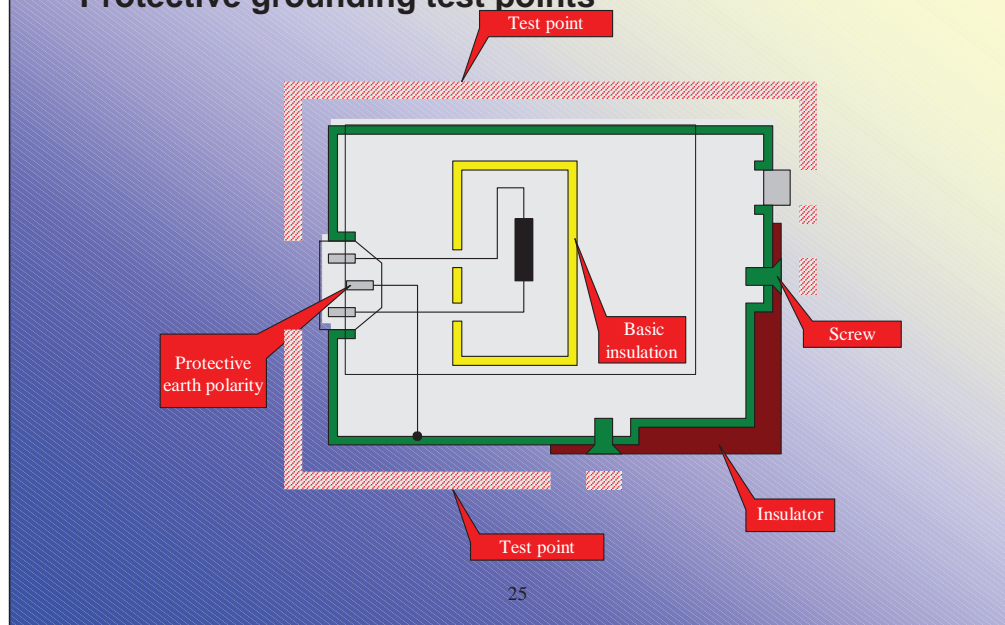 Protective grounding test points
Test point
Basic
insulation
Screw
Protective
earth polarity
Insulator
Test point
25